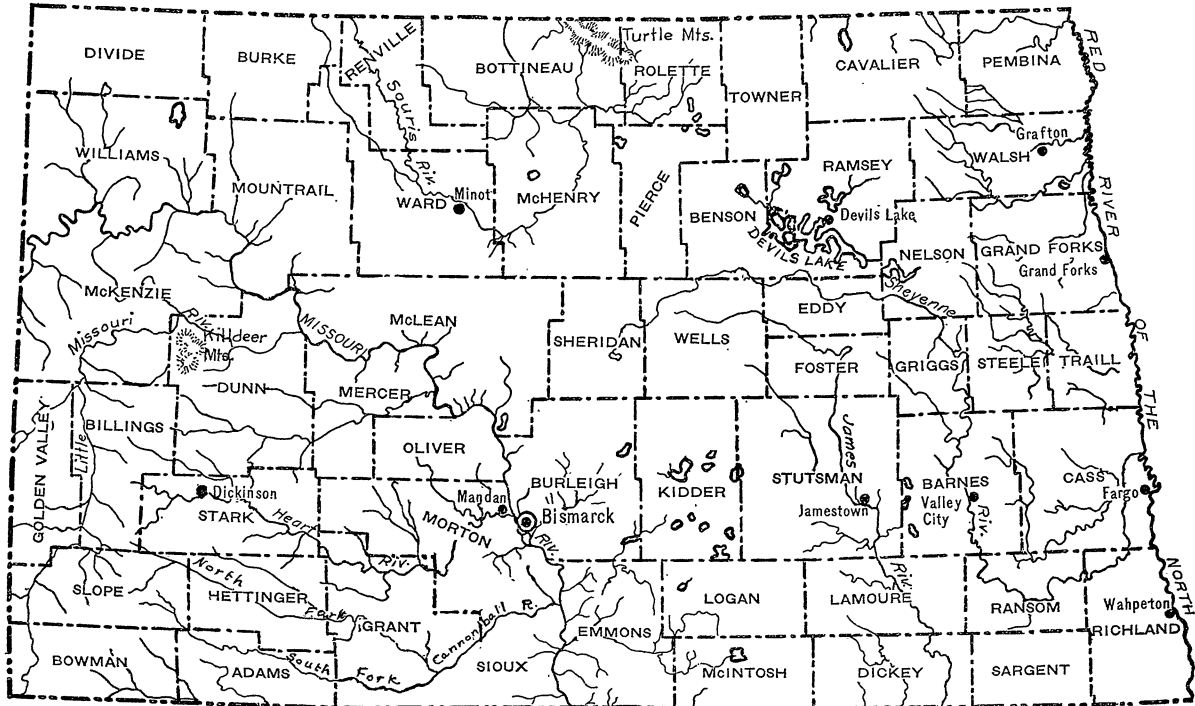 DIVIDE
BURKE
RENVILLE
BOTTINEAU
Turtle Mts.
ROLETTE
TOWNER
CAVALIER
PEMBINA
RED
RIVER
OF
THE
NORTH
WILLIAMS
MOUNTRAIL
Souris
Riv
WARD
Minot
McHENRY
PIERCE
BENSON
RAMSEY
Devils Lake
DEVILS LAKE
WALSH
Grafton
NELSON
GRAND FORKS
Grand Forks
McKENZIE
Missouri
Riv.
Killdeer
Mts.
DUNN
MISSOURI
McLEAN
MERCER
SHERIDAN
WELLS
EDDY
Sheyenne
FOSTER
GRIGGS
STEELE
TRAILL
GOLDEN VALLEY
BILLINGS
Little
OLIVER
BURLEIGH
KIDDER
STUTSMAN
James
Jamestown
BARNES
Valley
City
Riv.
CASS
Fargo
Dickinson
STARK
Heart
Riv.
MORTON
Mandan
Bismarck
Riv.
SLOPE
North
Fork
HETTINGER
GRANT
Cannonball R.
EMMONS
LOGAN
LAMOURE
Riv.
RANSOM
Wahpeton
RICHLAND
BOWMAN
ADAMS
South
Fork
SIOUX
McINTOSH
DICKEY
SARGENT